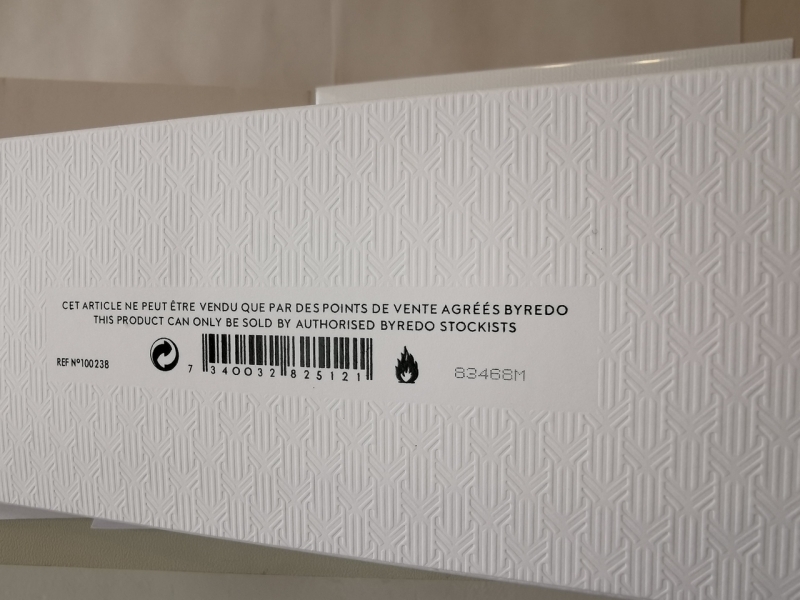 CET ARTICLE NE PEUT ÊTRE VENDU QUE PAR DES POINTS DE VENTE AGRÉÉS BYREDO
THIS PRODUCT CAN ONLY BE SOLD BY AUTHORISED BYREDO STOCKISTS
REF Nº100238
7 340032 825121
83468M